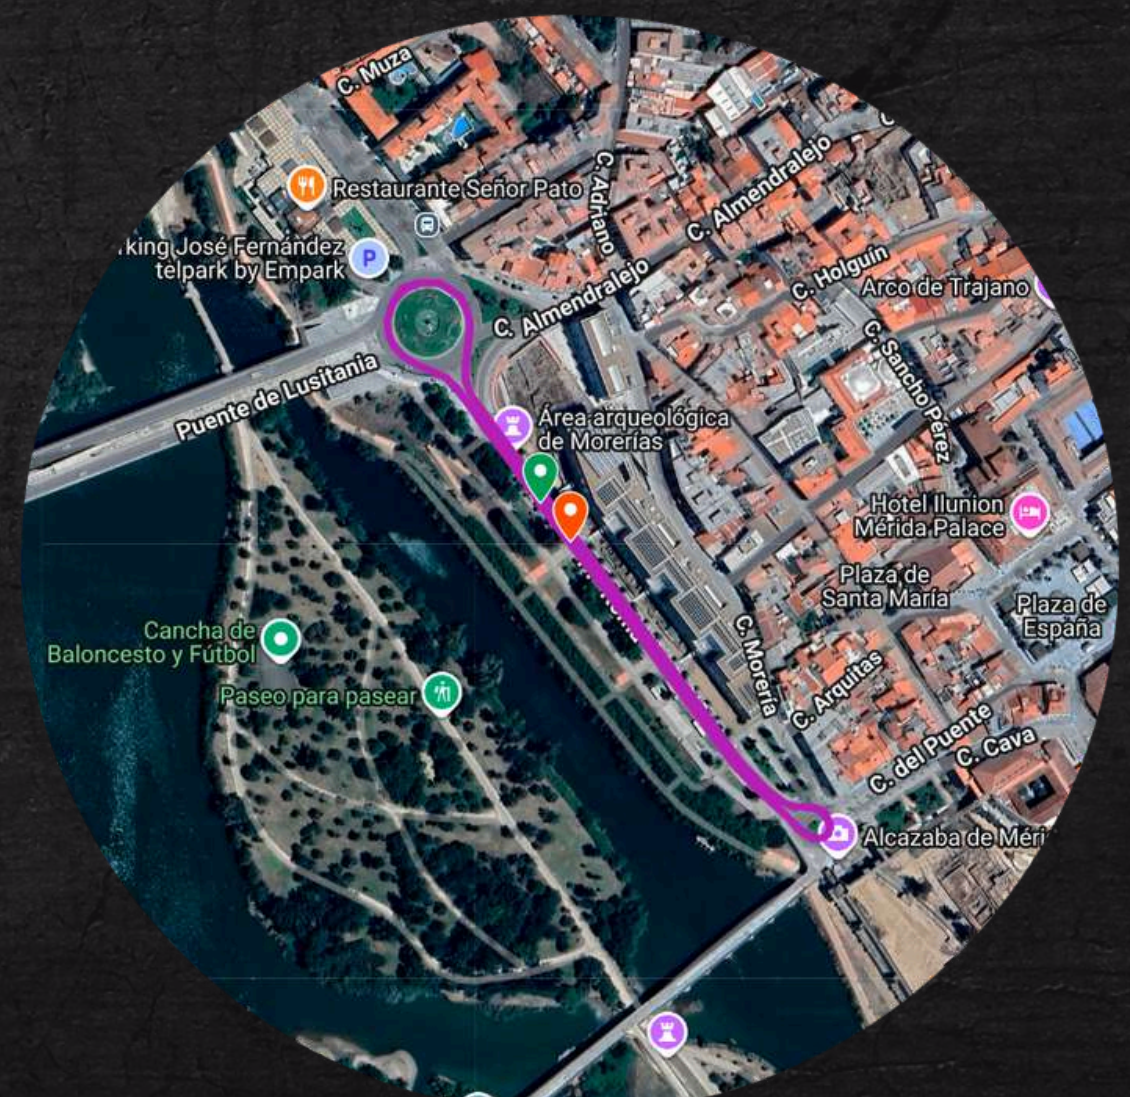 C. Muza
Restaurante Señor Pato
C. Adriano
C. Almendralejo
rking José Fernández
telpark by Empark
P
C. Holguín
Arco de Trajano
C. Almendralejo
C. Sancho Pérez
Puente de Lusitania
Área arqueológica
de Morerías
Hotel Ilunion
Mérida Palace
Plaza de
Santa María
Plaza de
España
Cancha de
Baloncesto y Fútbol
C. Morería
Paseo para pasear
C. Arquitas
C. del Puente
C. Cava
Alcazaba de Méri